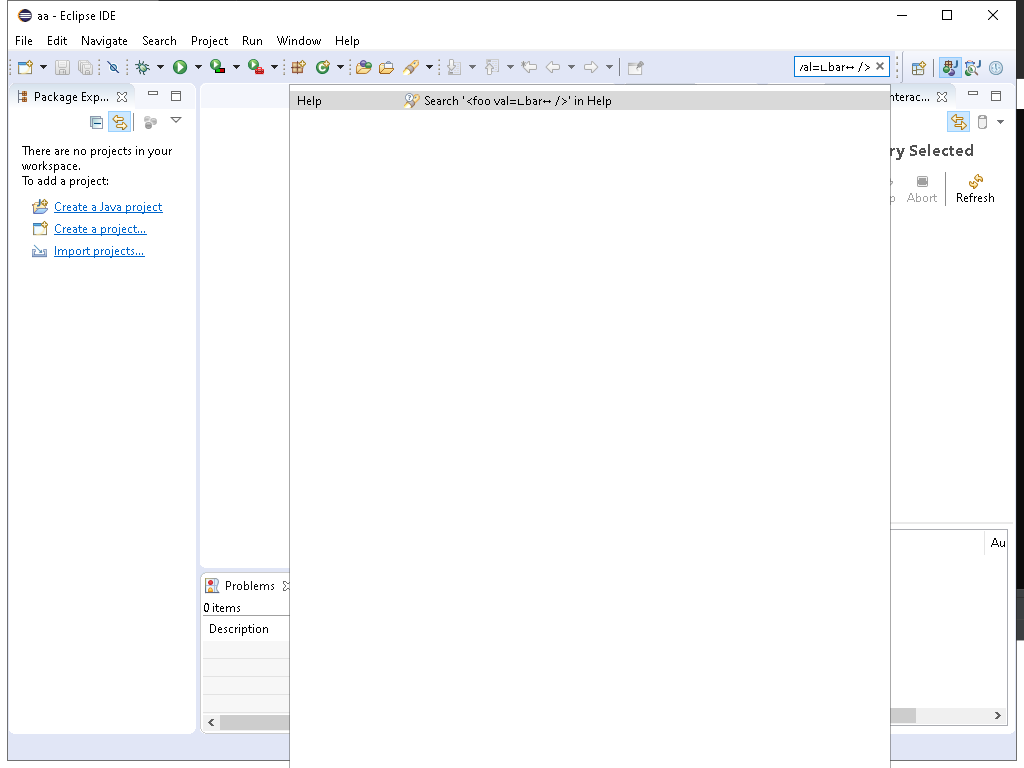 aa - Eclipse IDE
File Edit Navigate Search Project Run Window Help
/al=∟bar↔ />
Package Exp...
nterac...
Help Search '<foo val=∟bar↔ />' in Help
There are no projects in your
workspace.
To add a project:
Create a Java project
Create a project...
Import projects...
ry Selected
p Abort Refresh
Au
Problems
0 items
Description